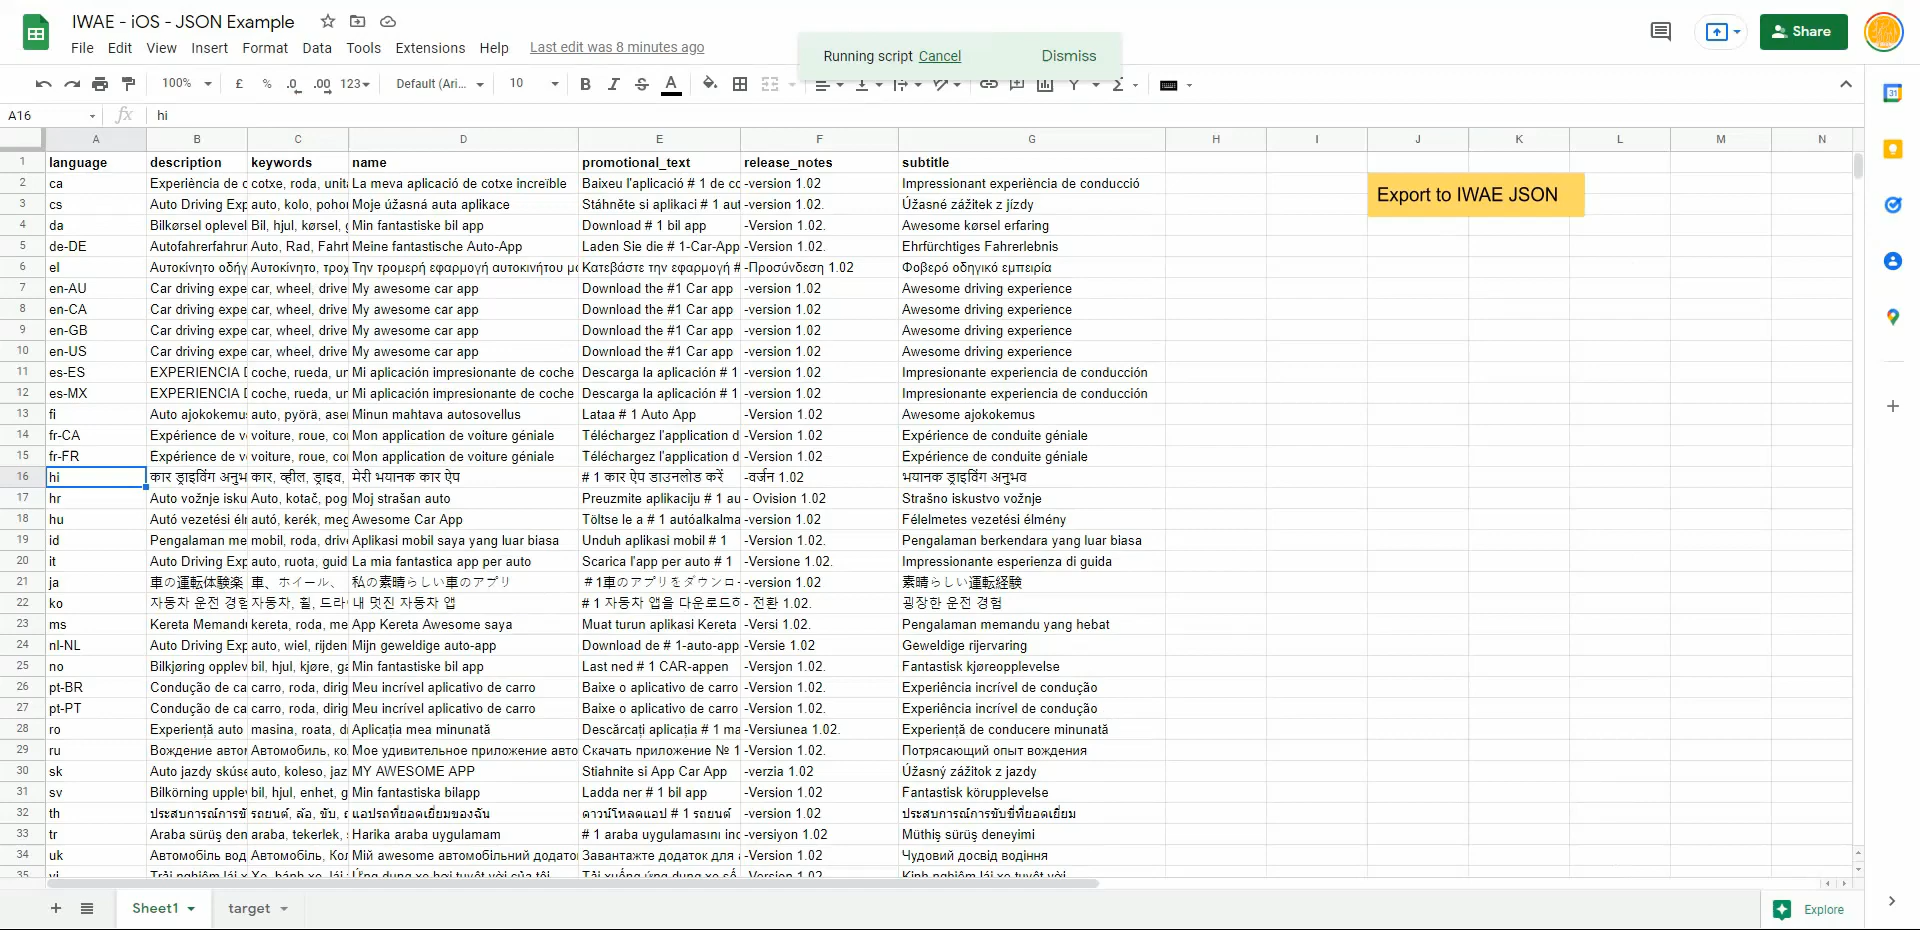 IWAE - iOS - JSON Example
File Edit View Insert Format Data Tools Extensions Help Last edit was 8 minutes ago
Running script Cancel Dismiss
Share
100% £ % .0 .00 123 Default (Ari... 10 B I S A
A16 fx hi
A B C D E F G H I J K L M N
1 language description keywords name promotional_text release_notes subtitle
Export to IWAE JSON
2 ca Experiència de c cotxe, roda, unita La meva aplicació de cotxe increïble Baixeu l'aplicació # 1 de co -version 1.02 Impressionant experiència de conducció
3 cs Auto Driving Exp auto, kolo, pohon Moje úžasná auta aplikace Stáhněte si aplikaci # 1 aut -version 1.02. Úžasné zážitek z jízdy
4 da Bilkørsel oplevel Bil, hjul, kørsel, g Min fantastiske bil app Download # 1 bil app -Version 1.02. Awesome kørsel erfaring
5 de-DE Autofahrerfahrun Auto, Rad, Fahrt Meine fantastische Auto-App Laden Sie die # 1-Car-App -Version 1.02. Ehrfürchtiges Fahrerlebnis
6 el Αυτοκίνητο οδήγ Αυτοκίνητο, τροχ Την τρομερή εφαρμογή αυτοκινήτου μο Κατεβάστε την εφαρμογή # -Προσύνδεση 1.02 Φοβερό οδηγικό εμπειρία
7 en-AU Car driving expe car, wheel, drive My awesome car app Download the #1 Car app -version 1.02 Awesome driving experience
8 en-CA Car driving expe car, wheel, drive My awesome car app Download the #1 Car app -version 1.02 Awesome driving experience
9 en-GB Car driving expe car, wheel, drive My awesome car app Download the #1 Car app -version 1.02 Awesome driving experience
10 en-US Car driving expe car, wheel, drive My awesome car app Download the #1 Car app -version 1.02 Awesome driving experience
11 es-ES EXPERIENCIA D coche, rueda, un Mi aplicación impresionante de coche Descarga la aplicación # 1 -version 1.02 Impresionante experiencia de conducción
12 es-MX EXPERIENCIA D coche, rueda, un Mi aplicación impresionante de coche Descarga la aplicación # 1 -version 1.02 Impresionante experiencia de conducción
13 fi Auto ajokokemus auto, pyörä, aser Minun mahtava autosovellus Lataa # 1 Auto App -Version 1.02 Awesome ajokokemus
14 fr-CA Expérience de vo voiture, roue, con Mon application de voiture géniale Téléchargez l'application d -Version 1.02 Expérience de conduite géniale
15 fr-FR Expérience de vo voiture, roue, con Mon application de voiture géniale Téléchargez l'application d -Version 1.02 Expérience de conduite géniale
16 hi कार ड्राइविंग अनुभ कार, व्हील, ड्राइव, मेरी भयानक कार ऐप # 1 कार ऐप डाउनलोड करें -वर्जन 1.02 भयानक ड्राइविंग अनुभव
17 hr Auto vožnje isku Auto, kotač, pog Moj strašan auto Preuzmite aplikaciju # 1 au - Ovision 1.02 Strašno iskustvo vožnje
18 hu Autó vezetési éln autó, kerék, meg Awesome Car App Töltse le a # 1 autóalkalma -version 1.02 Félelmetes vezetési élmény
19 id Pengalaman me mobil, roda, drive Aplikasi mobil saya yang luar biasa Unduh aplikasi mobil # 1 -Version 1.02. Pengalaman berkendara yang luar biasa
20 it Auto Driving Exp auto, ruota, guid La mia fantastica app per auto Scarica l'app per auto # 1 -Versione 1.02. Impressionante esperienza di guida
21 ja 車の運転体験楽 車、ホイール、 私の素晴らしい車のアプリ #1車のアプリをダウンロー -version 1.02 素晴らしい運転経験
22 ko 자동차 운전 경험 자동차, 휠, 드라 내 멋진 자동차 앱 # 1 자동차 앱을 다운로드하 - 전환 1.02. 굉장한 운전 경험
23 ms Kereta Memandu kereta, roda, me App Kereta Awesome saya Muat turun aplikasi Kereta -Versi 1.02. Pengalaman memandu yang hebat
24 nl-NL Auto Driving Exp auto, wiel, rijden Mijn geweldige auto-app Download de # 1-auto-app -Versie 1.02 Geweldige rijervaring
25 no Bilkjøring opplev bil, hjul, kjøre, ga Min fantastiske bil app Last ned # 1 CAR-appen -Versjon 1.02. Fantastisk kjøreopplevelse
26 pt-BR Condução de ca carro, roda, dirig Meu incrível aplicativo de carro Baixe o aplicativo de carro -Version 1.02. Experiência incrível de condução
27 pt-PT Condução de ca carro, roda, dirig Meu incrível aplicativo de carro Baixe o aplicativo de carro -Version 1.02. Experiência incrível de condução
28 ro Experiență auto masina, roata, d Aplicația mea minunată Descărcați aplicația # 1 ma -Versiunea 1.02. Experiență de conducere minunată
29 ru Вождение автом Автомобиль, ко Мое удивительное приложение авто Скачать приложение № 1 -Version 1.02. Потрясающий опыт вождения
30 sk Auto jazdy skúse auto, koleso, jaz MY AWESOME APP Stiahnite si App Car App -verzia 1.02 Úžasný zážitok z jazdy
31 sv Bilkörning upplev bil, hjul, enhet, g Min fantastiska bilapp Ladda ner # 1 bil app -Version 1.02 Fantastisk körupplevelse
32 th ประสบการณ์การขั รถยนต์, ล้อ, ขับ, แอปรถที่ยอดเยี่ยมของฉัน ดาวน์โหลดแอป # 1 รถยนต์ -version 1.02 ประสบการณ์การขับขี่ที่ยอดเยี่ยม
33 tr Araba sürüş den araba, tekerlek, Harika araba uygulamam # 1 araba uygulamasını inc -versiyon 1.02 Müthiş sürüş deneyimi
34 uk Автомобіль вод Автомобіль, Кол Мій awesome автомобільний додато Завантажте додаток для -Version 1.02 Чудовий досвід водіння
35 vi Trải nghiệm lái x Xe, bánh xe, lái Ứng dụng xe hơi tuyệt vời của tôi Tải xuống ứng dụng xe số -Version 1.02 Kinh nghiệm lái xe tuyệt vời
Sheet1 target Explore